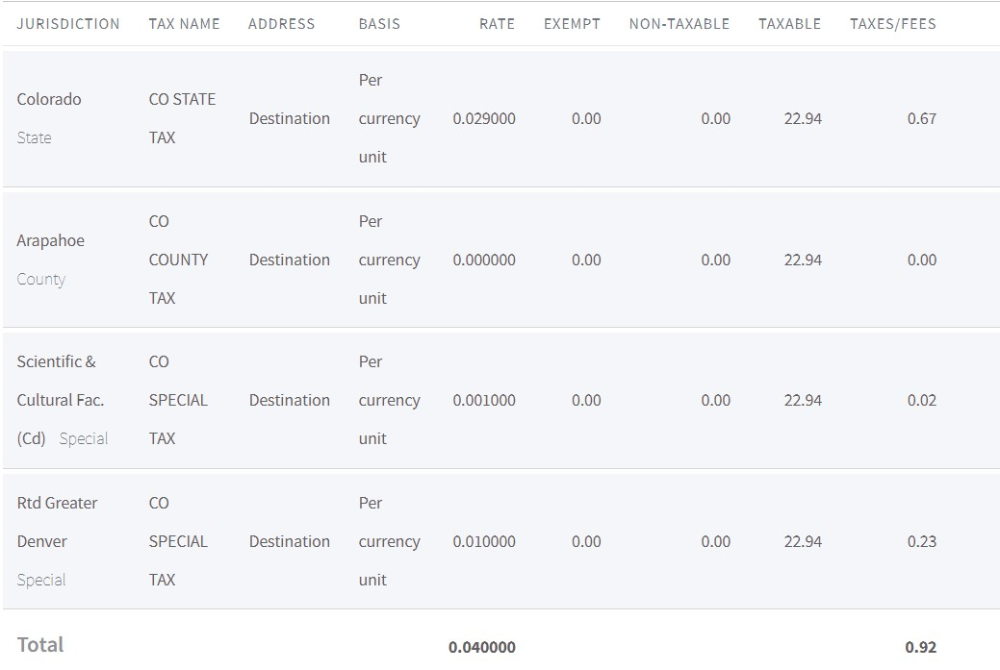 JURISDICTION TAX NAME ADDRESS BASIS RATE EXEMPT NON-TAXABLE TAXABLE TAXES/FEES
Per
Colorado CO STATE
Destination currency 0.029000 0.00 0.00 22.94 0.67
State TAX
unit
CO Per
Arapahoe
COUNTY Destination currency 0.000000 0.00 0.00 22.94 0.00
County
TAX unit
Scientific & CO Per
Cultural Fac. SPECIAL Destination currency 0.001000 0.00 0.00 22.94 0.02
(Cd) Special TAX unit
Rtd Greater CO Per
Denver SPECIAL Destination currency 0.010000 0.00 0.00 22.94 0.23
Special TAX unit
Total 0.040000 0.92